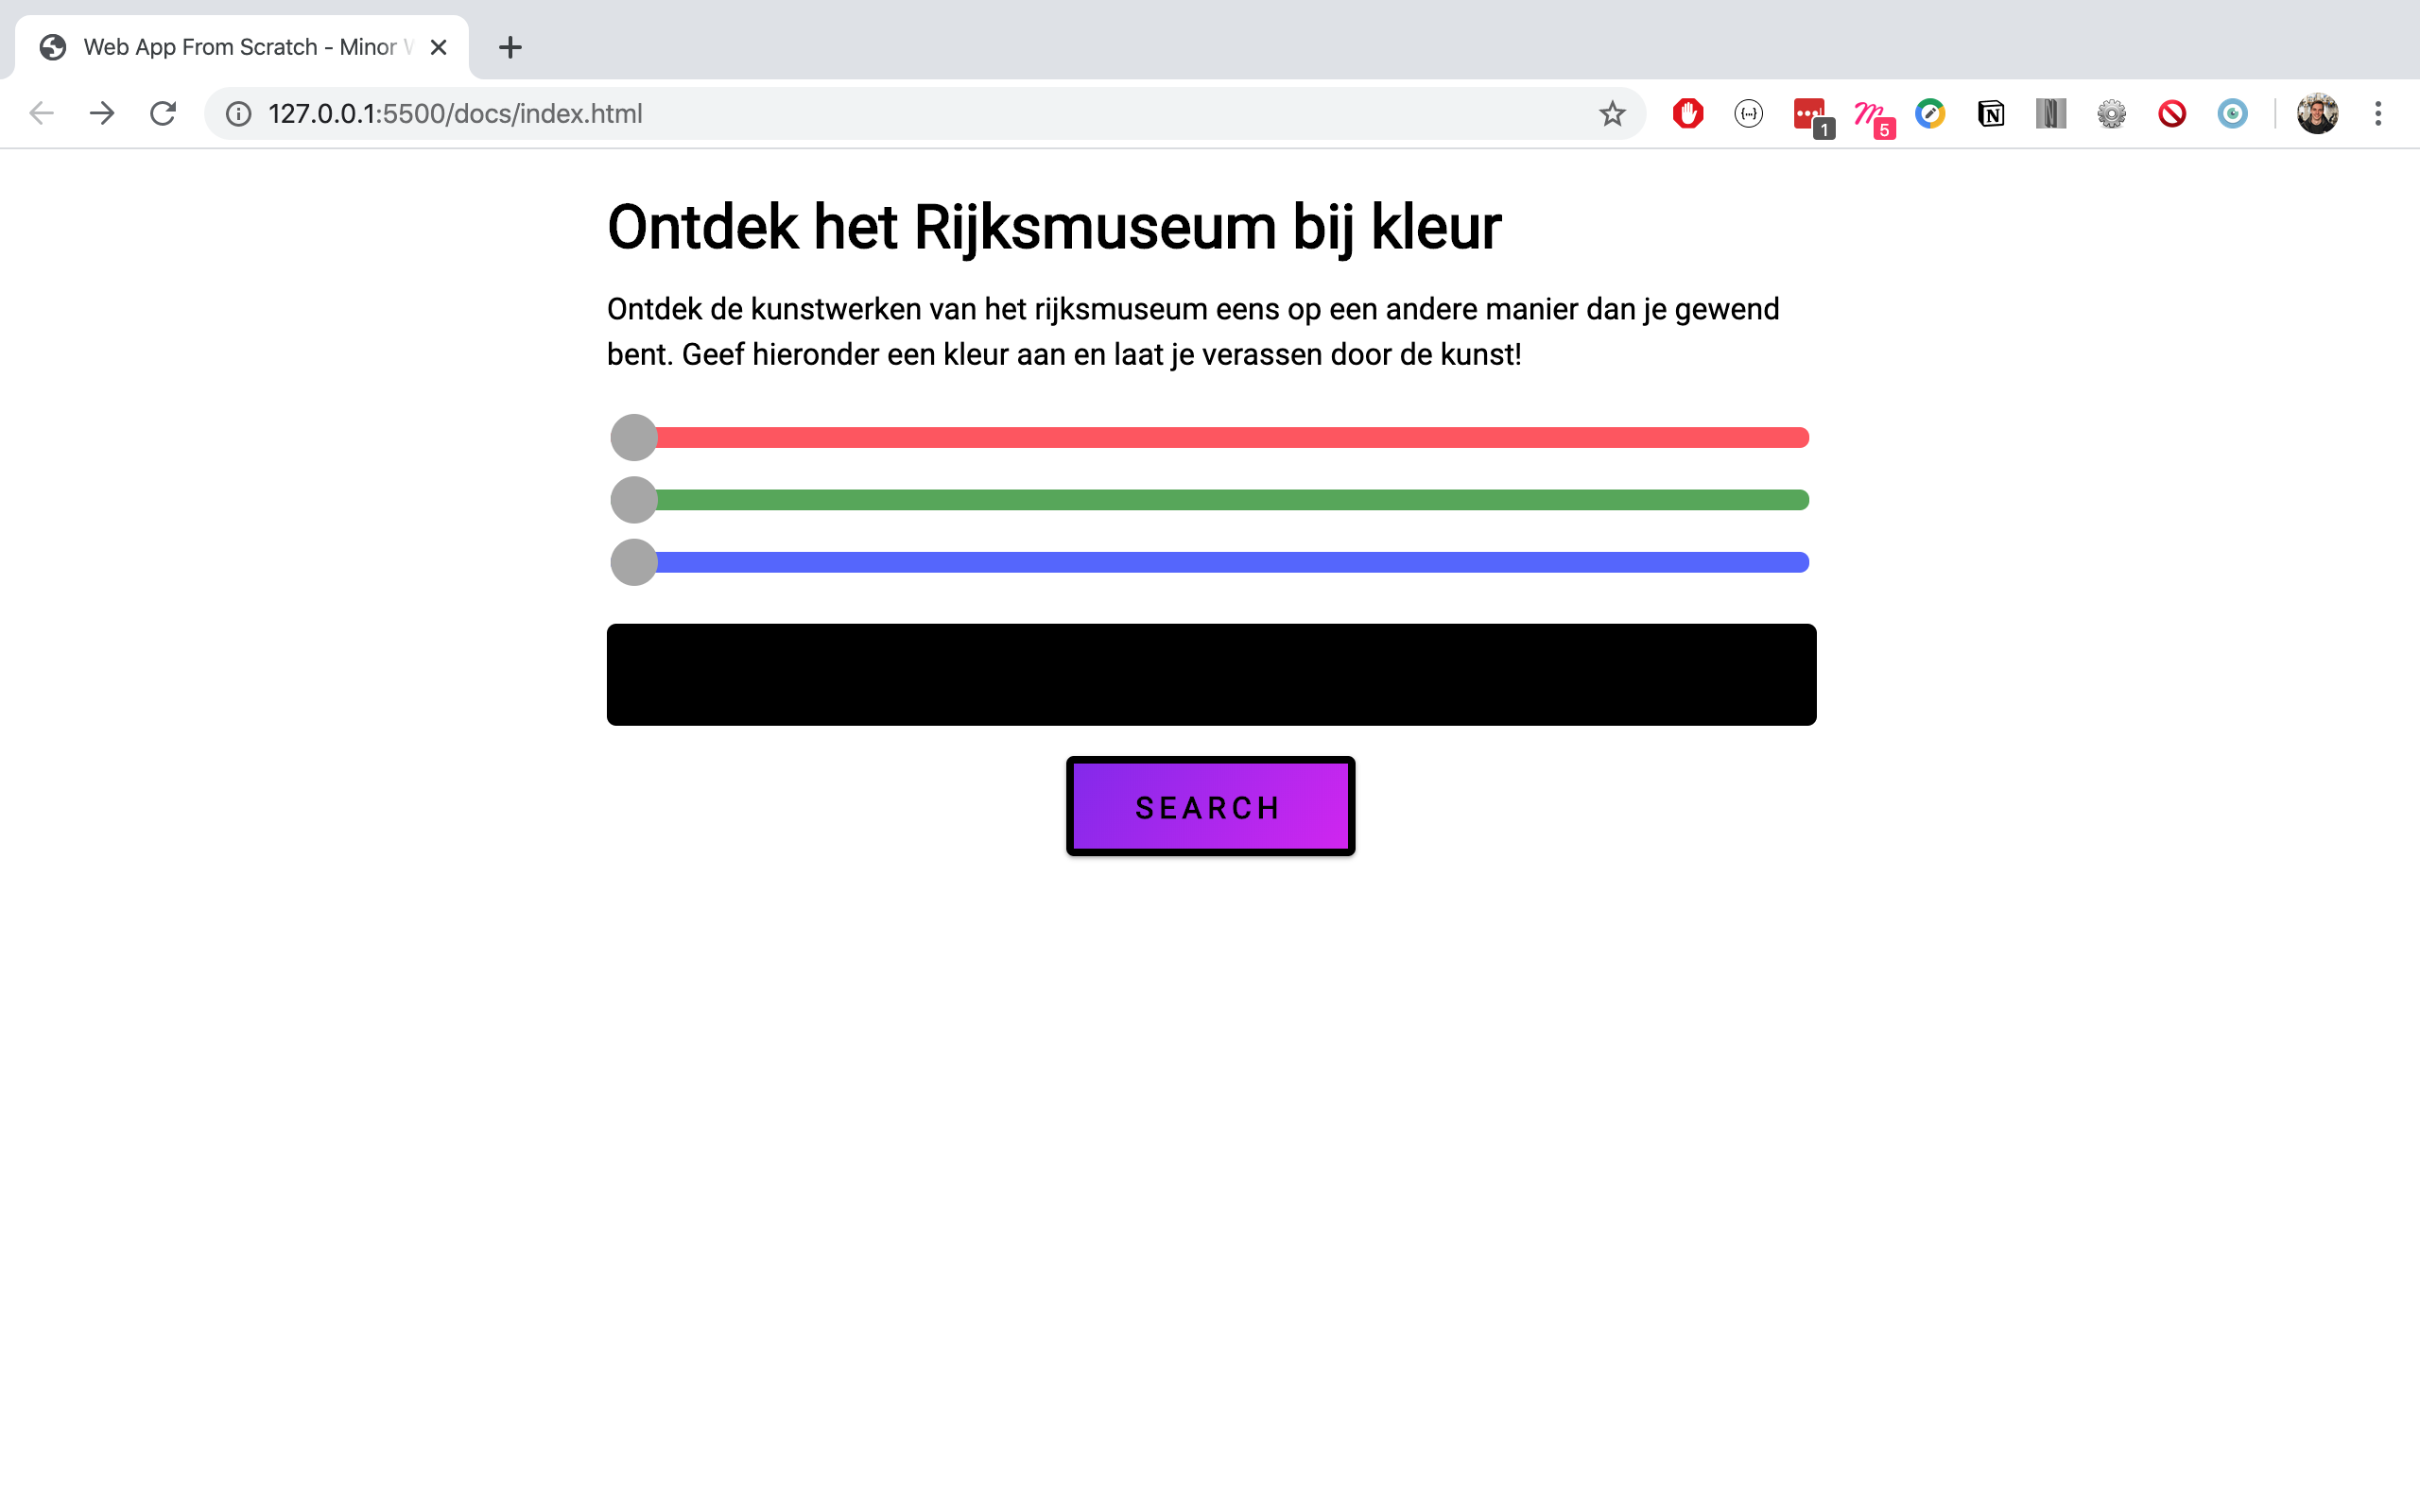 Web App From Scratch - Minor
127.0.0.1:5500/docs/index.html
1
5
Ontdek het Rijksmuseum bij kleur
Ontdek de kunstwerken van het rijksmuseum eens op een andere manier dan je gewend
bent. Geef hieronder een kleur aan en laat je verassen door de kunst!
SEARCH